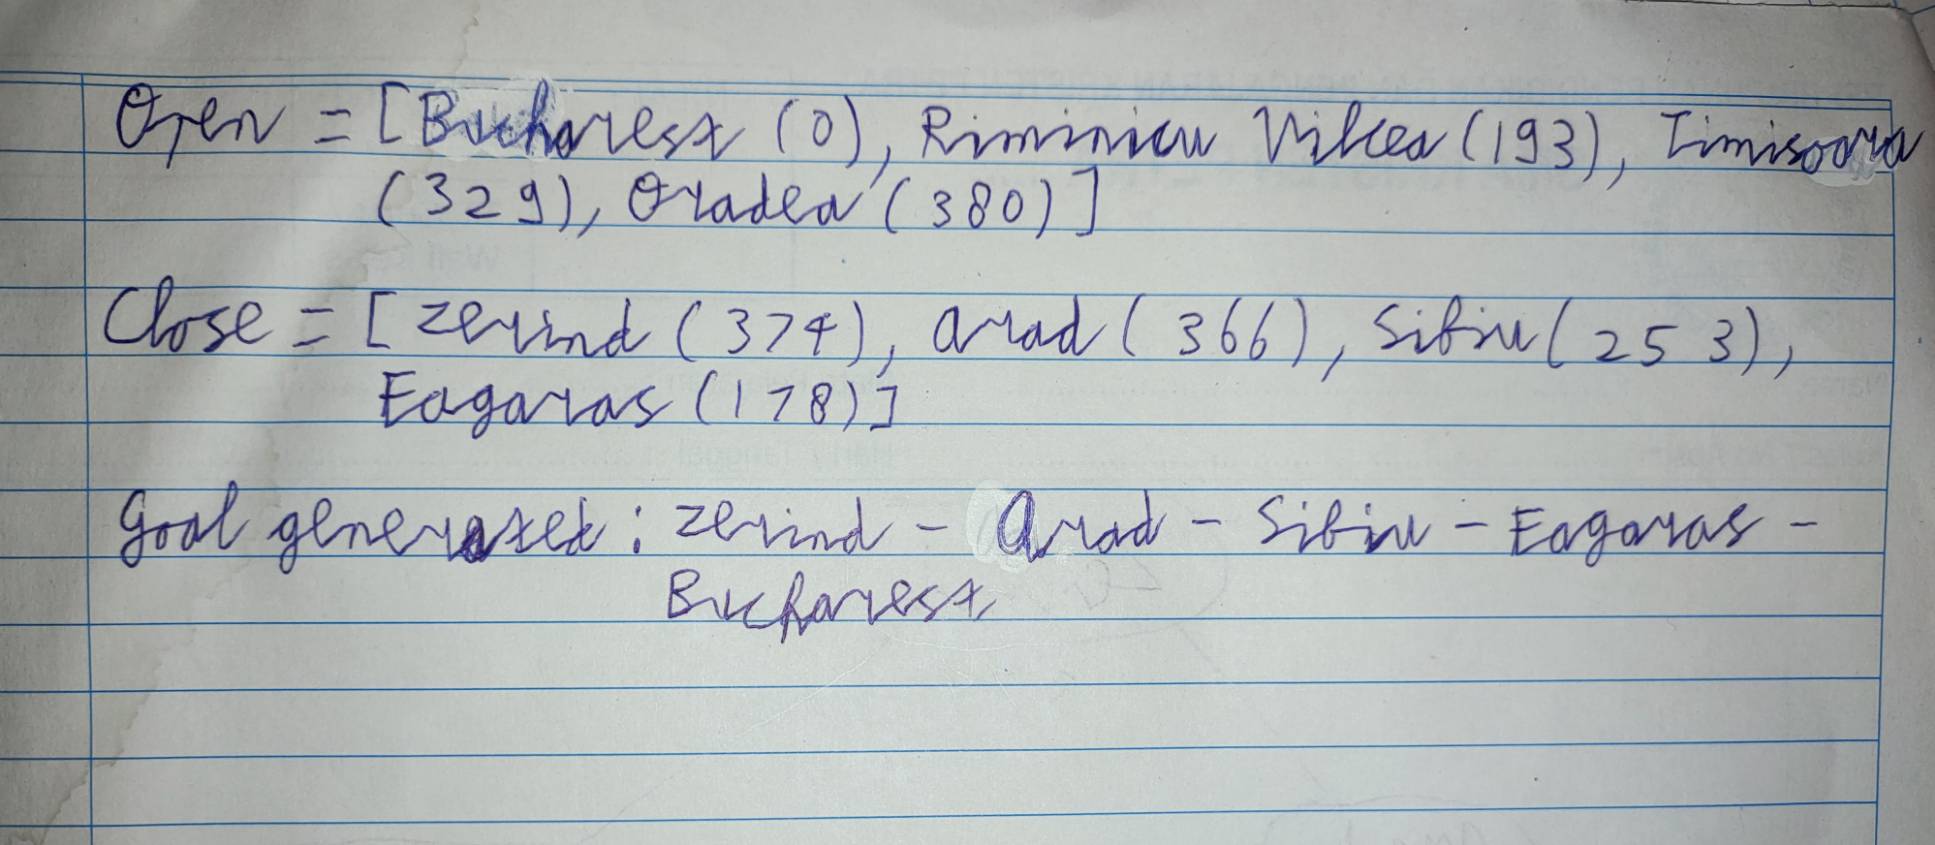 Open = [Bucharest (0), Riminicu Vilcea (193), Timisoara
(329), Oradea (380)]
Close = [Zerind (374), Arad (366), Sibiu (253),
Fagaras (178)]
Goal generated : Zerind - Arad - Sibiu - Fagaras -
Bucharest